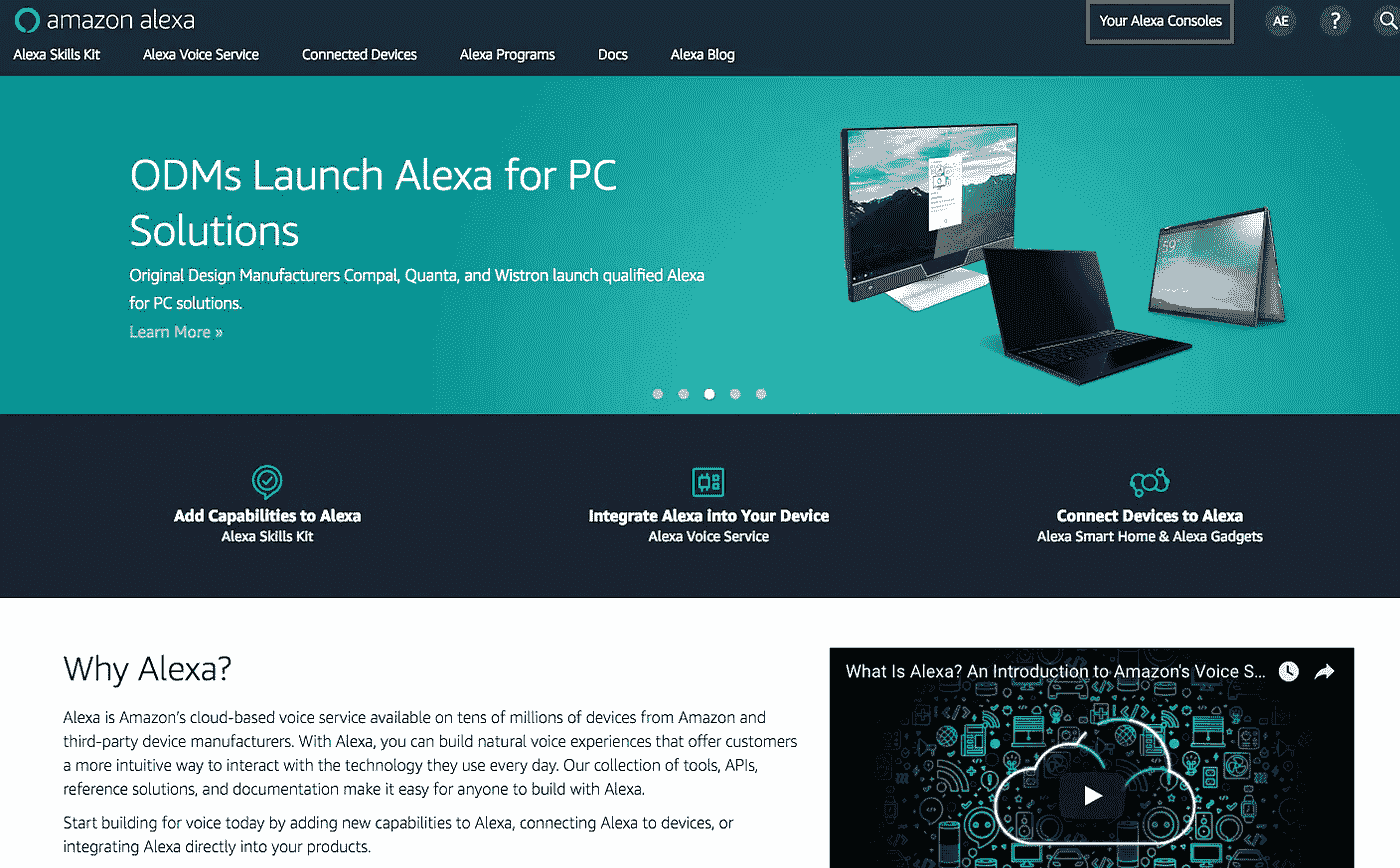 amazon alexa
Your Alexa Consoles
AE
?
Alexa Skills Kit
Alexa Voice Service
Connected Devices
Alexa Programs
Docs
Alexa Blog
ODMs Launch Alexa for PC
Solutions
Original Design Manufacturers Compal, Quanta, and Wistron launch qualified Alexa
for PC solutions.
Learn More »
59
Add Capabilities to Alexa
Alexa Skills Kit
Integrate Alexa into Your Device
Alexa Voice Service
Connect Devices to Alexa
Alexa Smart Home & Alexa Gadgets
Why Alexa?
Alexa is Amazon's cloud-based voice service available on tens of millions of devices from Amazon and
third-party device manufacturers. With Alexa, you can build natural voice experiences that offer customers
a more intuitive way to interact with the technology they use every day. Our collection of tools, APIs,
reference solutions, and documentation make it easy for anyone to build with Alexa.
Start building for voice today by adding new capabilities to Alexa, connecting Alexa to devices, or
integrating Alexa directly into your products.
What Is Alexa? An Introduction to Amazon's Voice S...